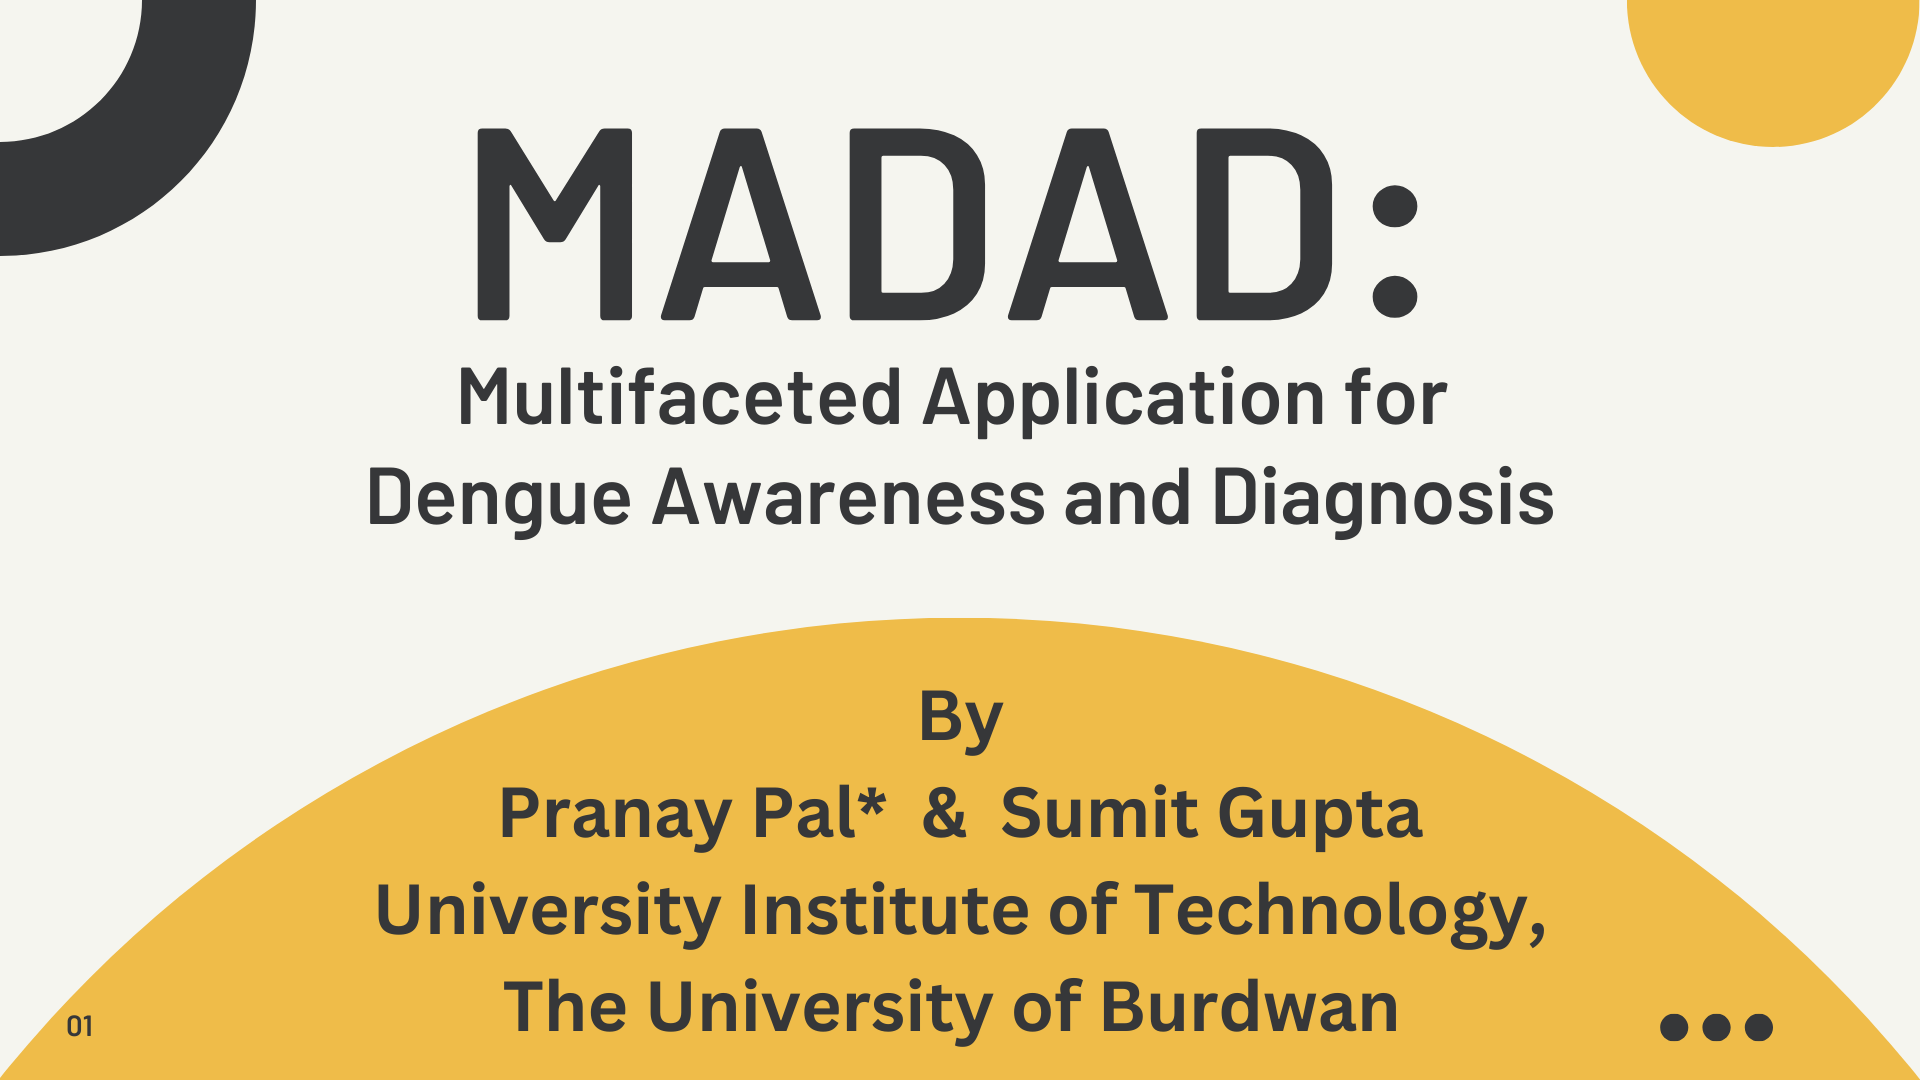 MADAD:
Multifaceted Application for
Dengue Awareness and Diagnosis
By
Pranay Pal* & Sumit Gupta
University Institute of Technology,
The University of Burdwan
01